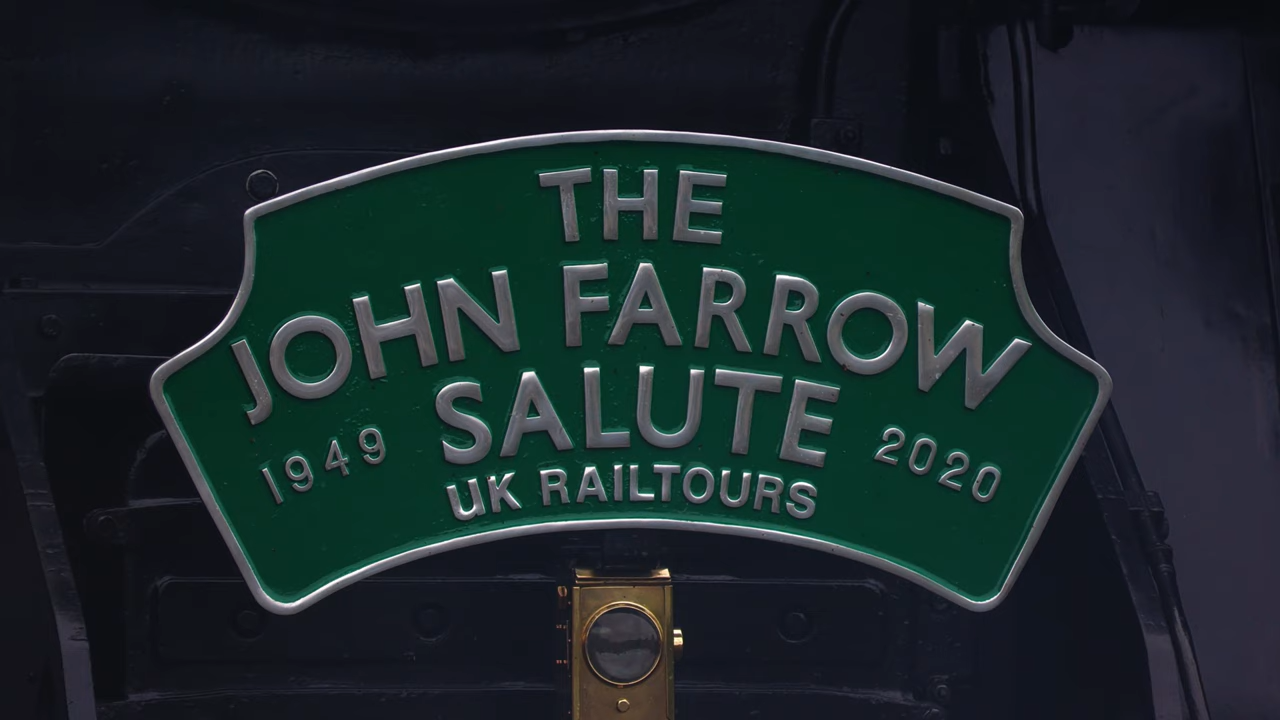 THE
JOHN FARROW
SALUTE
1949 2020
UK RAILTOURS